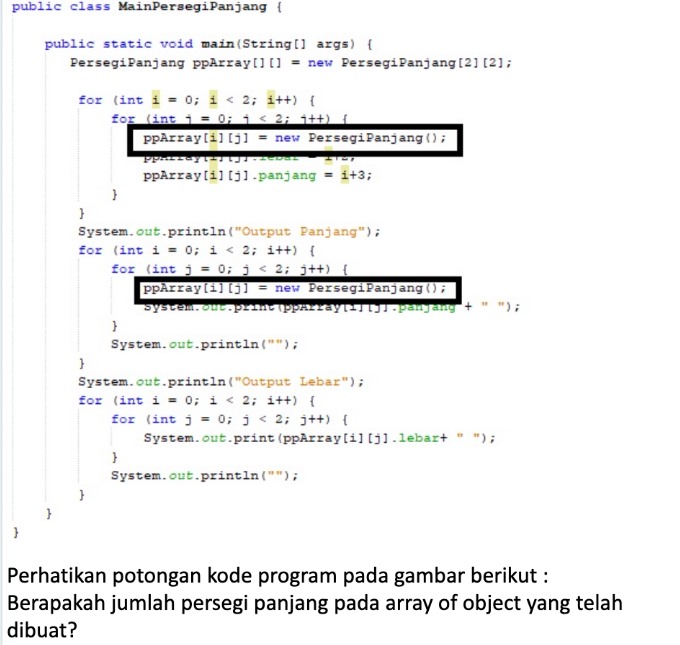 public class MainPersegiPanjang {
public static void main(String[] args) {
PersegiPanjang ppArray[][] = new PersegiPanjang[2][2];
for (int i = 0; i < 2; i++) {
for (int j = 0; j < 2; j++) {
ppArray[i][j] = new PersegiPanjang();
ppArray[i][j].lebar = i+2;
ppArray[i][j].panjang = i+3;
}
}
System.out.println("Output Panjang");
for (int i = 0; i < 2; i++) {
for (int j = 0; j < 2; j++) {
ppArray[i][j] = new PersegiPanjang();
System.out.print(ppArray[i][j].panjang + " ");
}
System.out.println("");
}
System.out.println("Output Lebar");
for (int i = 0; i < 2; i++) {
for (int j = 0; j < 2; j++) {
System.out.print(ppArray[i][j].lebar+ " ");
}
System.out.println("");
}
}
}
Perhatikan potongan kode program pada gambar berikut :
Berapakah jumlah persegi panjang pada array of object yang telah
dibuat?